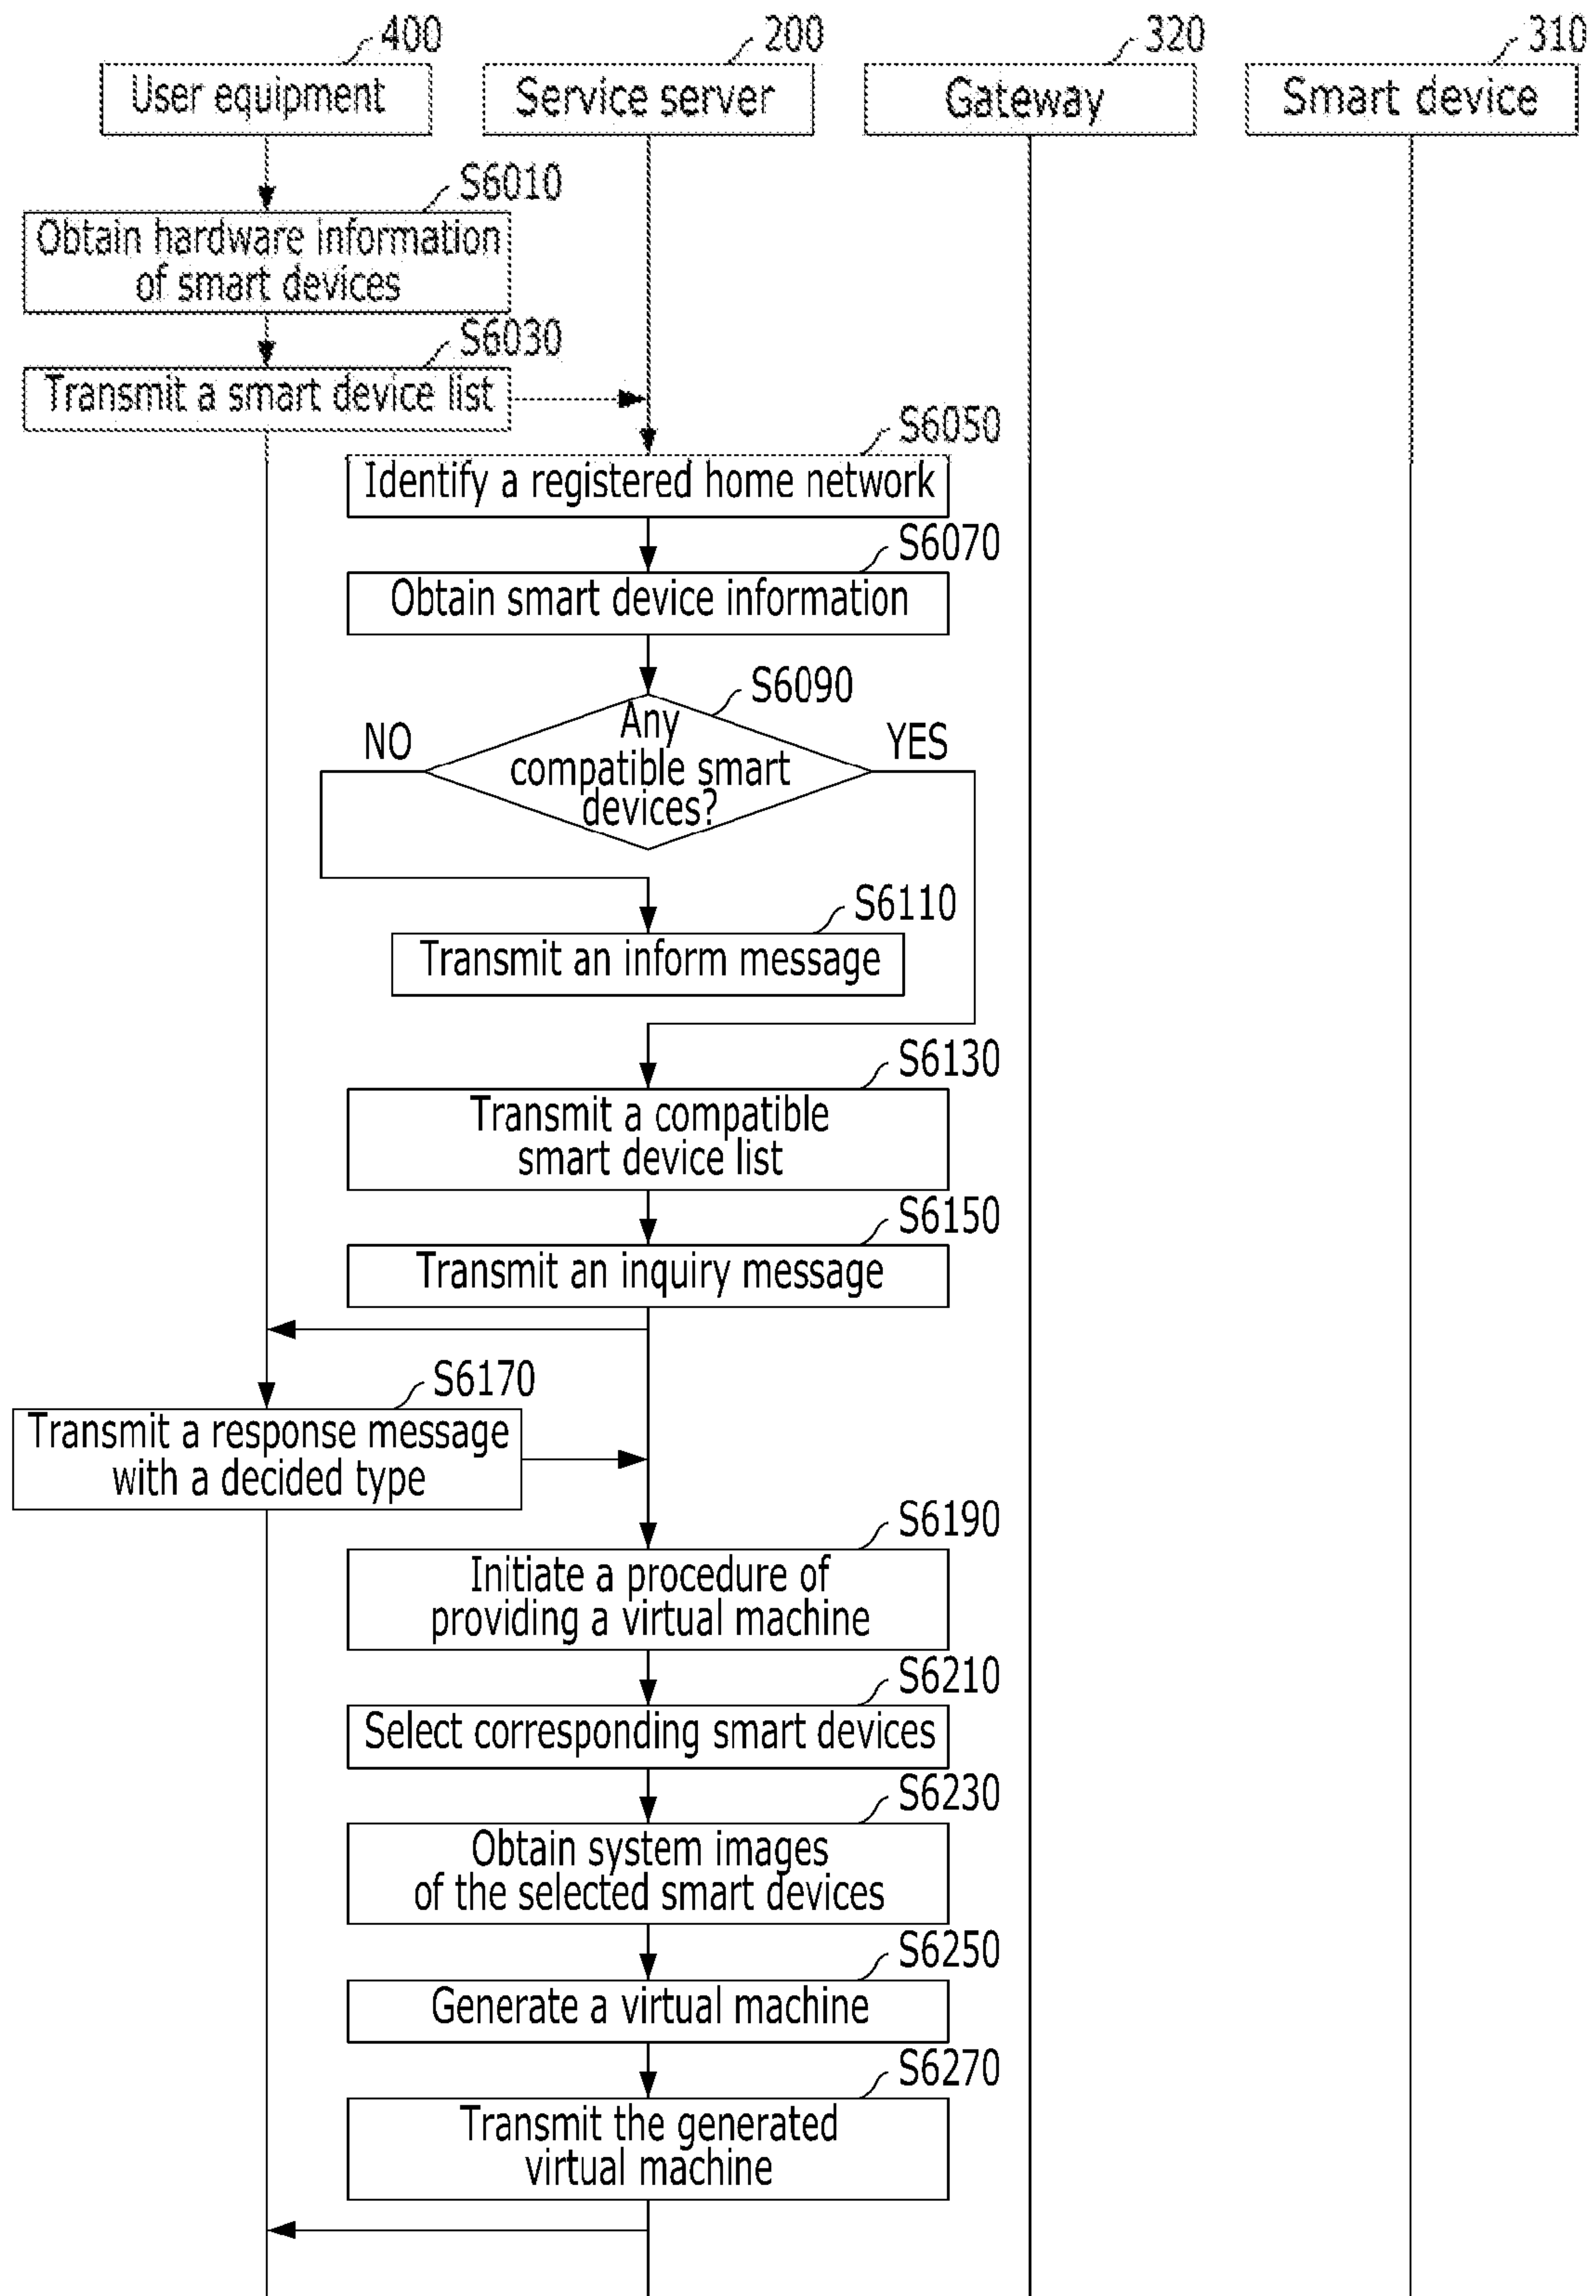 400
200
320
310
User equipment
Service server
Gateway
Smart device
S6010
Obtain hardware information
of smart devices
S6030
Transmit a smart device list
S6050
Identify a registered home network
S6070
Obtain smart device information
S6090
NO
Any
compatible smart
devices?
YES
S6110
Transmit an inform message
S6130
Transmit a compatible
smart device list
S6150
Transmit an inquiry message
S6170
Transmit a response message
with a decided type
S6190
Initiate a procedure of
providing a virtual machine
S6210
Select corresponding smart devices
S6230
Obtain system images
of the selected smart devices
S6250
Generate a virtual machine
S6270
Transmit the generated
virtual machine